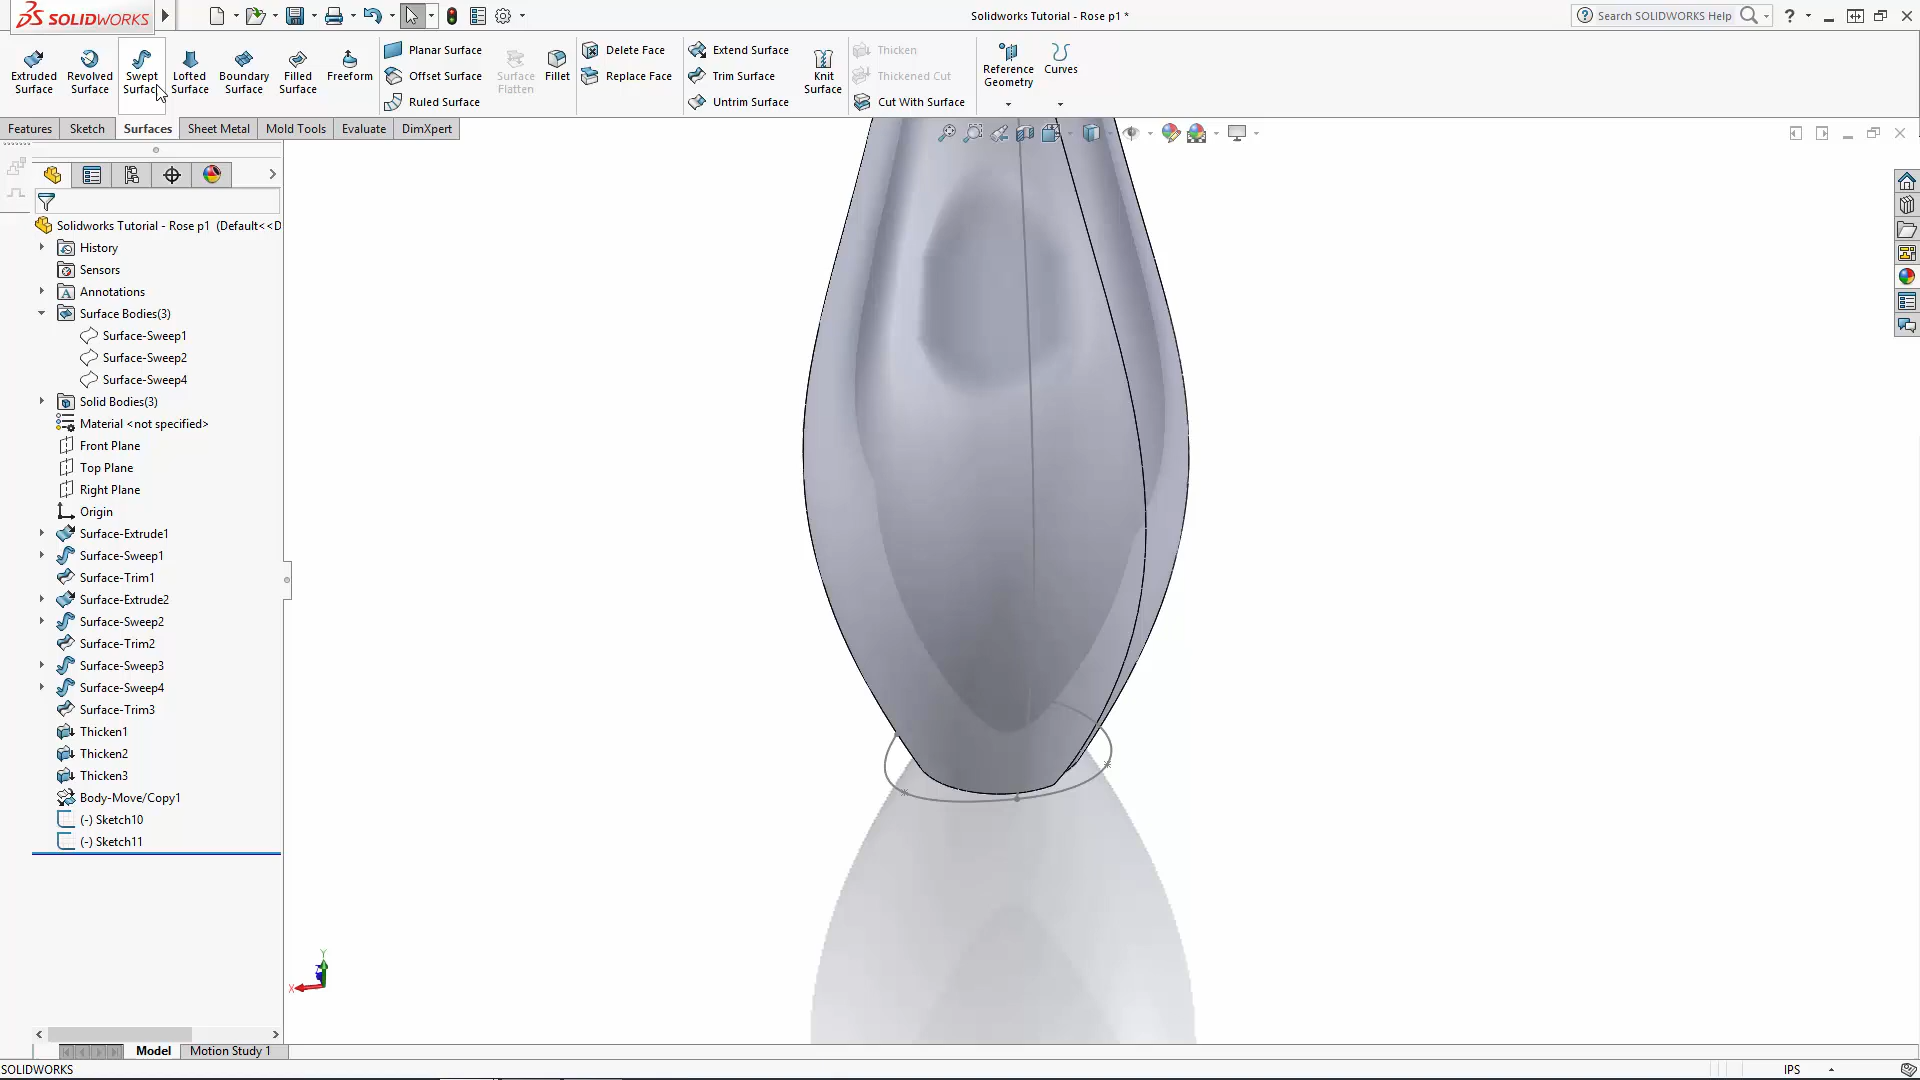 SOLIDWORKS
Solidworks Tutorial - Rose p1 *
Search SOLIDWORKS Help
Extruded Surface
Revolved Surface
Swept Surface
Lofted Surface
Boundary Surface
Filled Surface
Freeform
Planar Surface
Offset Surface
Ruled Surface
Surface Flatten
Fillet
Delete Face
Replace Face
Extend Surface
Trim Surface
Untrim Surface
Knit Surface
Thicken
Thickened Cut
Cut With Surface
Reference Geometry
Curves
Features
Sketch
Surfaces
Sheet Metal
Mold Tools
Evaluate
DimXpert
Solidworks Tutorial - Rose p1 (Default<<D
History
Sensors
Annotations
Surface Bodies(3)
Surface-Sweep1
Surface-Sweep2
Surface-Sweep4
Solid Bodies(3)
Material <not specified>
Front Plane
Top Plane
Right Plane
Origin
Surface-Extrude1
Surface-Sweep1
Surface-Trim1
Surface-Extrude2
Surface-Sweep2
Surface-Trim2
Surface-Sweep3
Surface-Sweep4
Surface-Trim3
Thicken1
Thicken2
Thicken3
Body-Move/Copy1
(-) Sketch10
(-) Sketch11
Y
X
Model
Motion Study 1
SOLIDWORKS
IPS